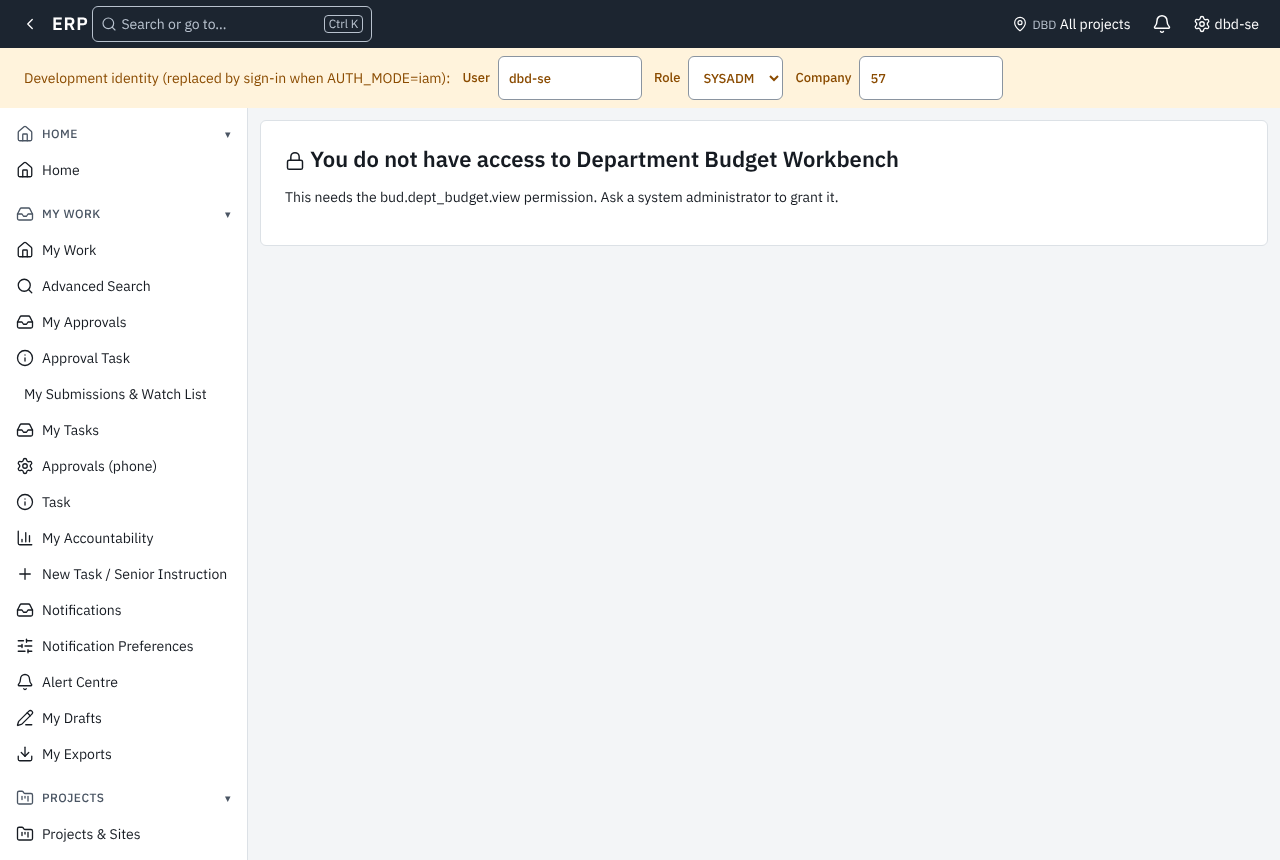 ERP
Search or go to...
Ctrl K
DBD All projects
dbd-se
Development identity (replaced by sign-in when AUTH_MODE=iam):
User
dbd-se
Role
SYSADM
Company
57
HOME
Home
MY WORK
My Work
Advanced Search
My Approvals
Approval Task
My Submissions & Watch List
My Tasks
Approvals (phone)
Task
My Accountability
New Task / Senior Instruction
Notifications
Notification Preferences
Alert Centre
My Drafts
My Exports
PROJECTS
Projects & Sites
You do not have access to Department Budget Workbench
This needs the bud.dept_budget.view permission. Ask a system administrator to grant it.